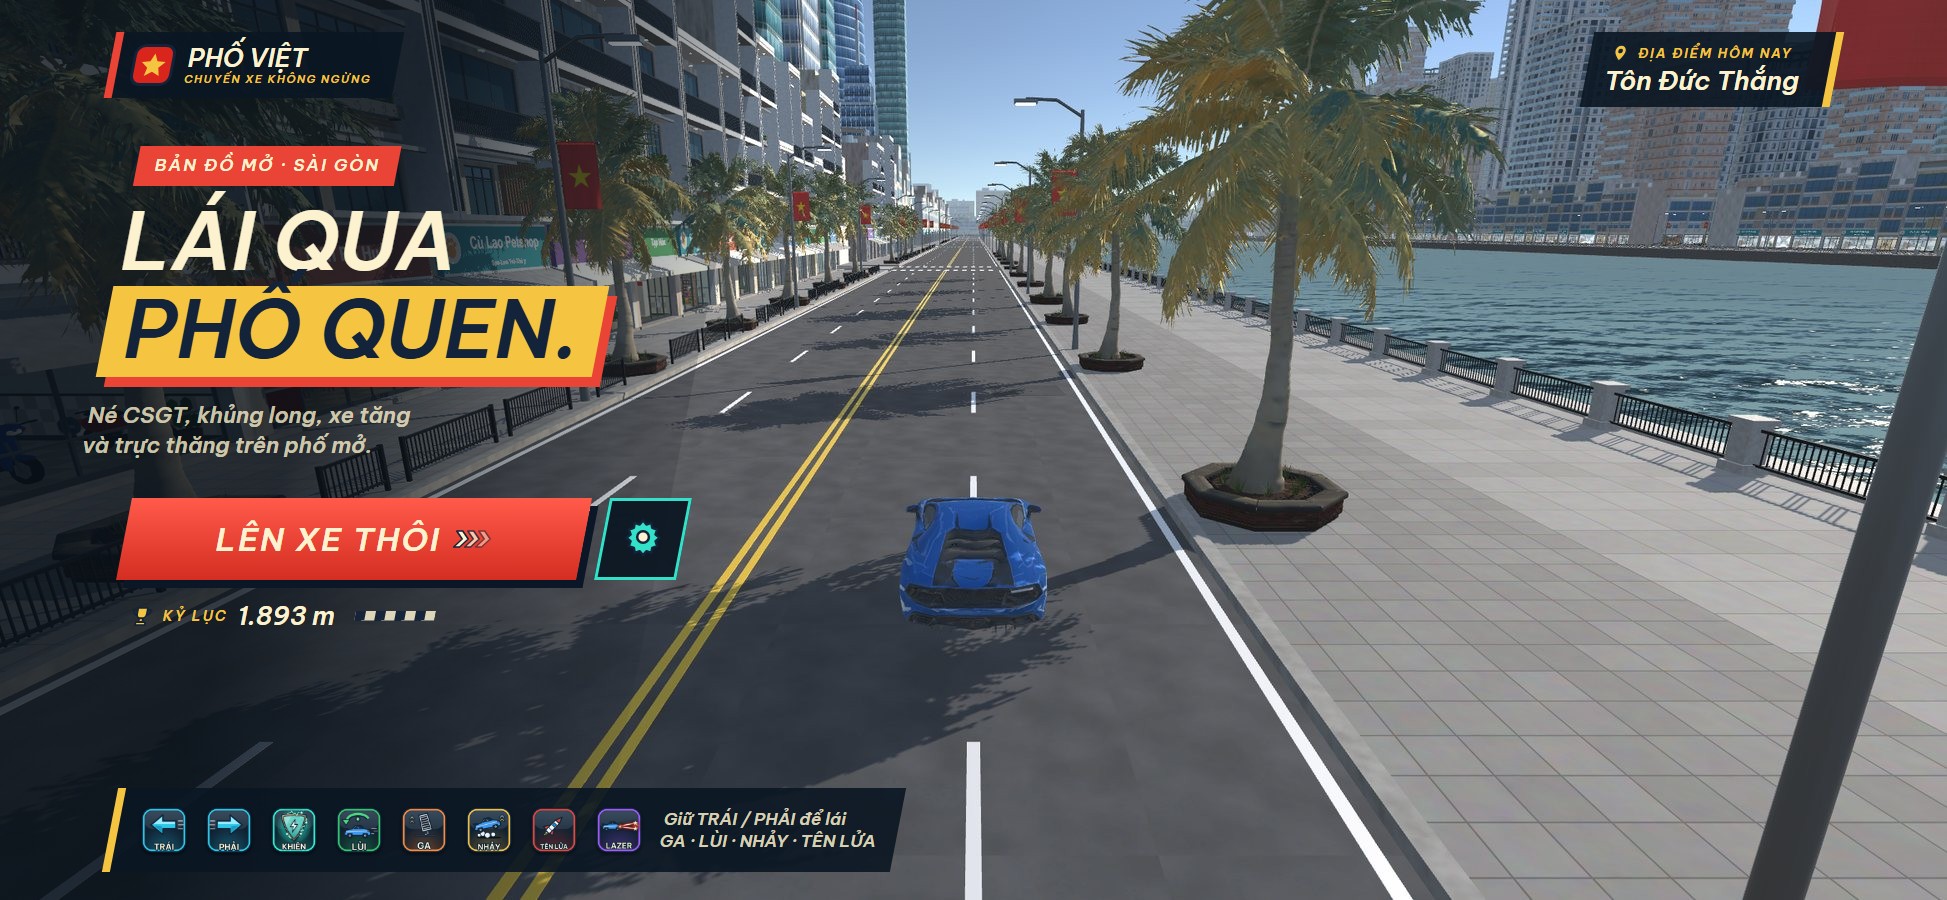 PHỐ VIỆT
CHUYẾN XE KHÔNG NGỪNG
ĐỊA ĐIỂM HÔM NAY
Tôn Đức Thắng
BẢN ĐỒ MỞ · SÀI GÒN
LÁI QUA
PHỐ QUEN.
Cù Lao Petshop
Né CSGT, khủng long, xe tăng
và trực thăng trên phố mở.
LÊN XE THÔI
KỶ LỤC 1.893 m
TRÁI PHẢI KHIÊN LÙI GA NHẢY TÊN LỬA LAZER
Giữ TRÁI / PHẢI để lái
GA · LÙI · NHẢY · TÊN LỬA